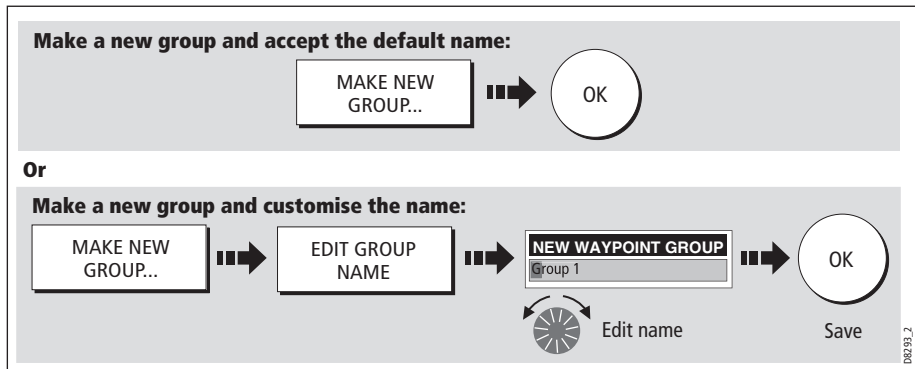 Make a new group and accept the default name:
MAKE NEW
GROUP...
OK
Or
Make a new group and customise the name:
MAKE NEW
GROUP...
EDIT GROUP
NAME
NEW WAYPOINT GROUP
Group 1
Edit name
OK
Save
D8293_2